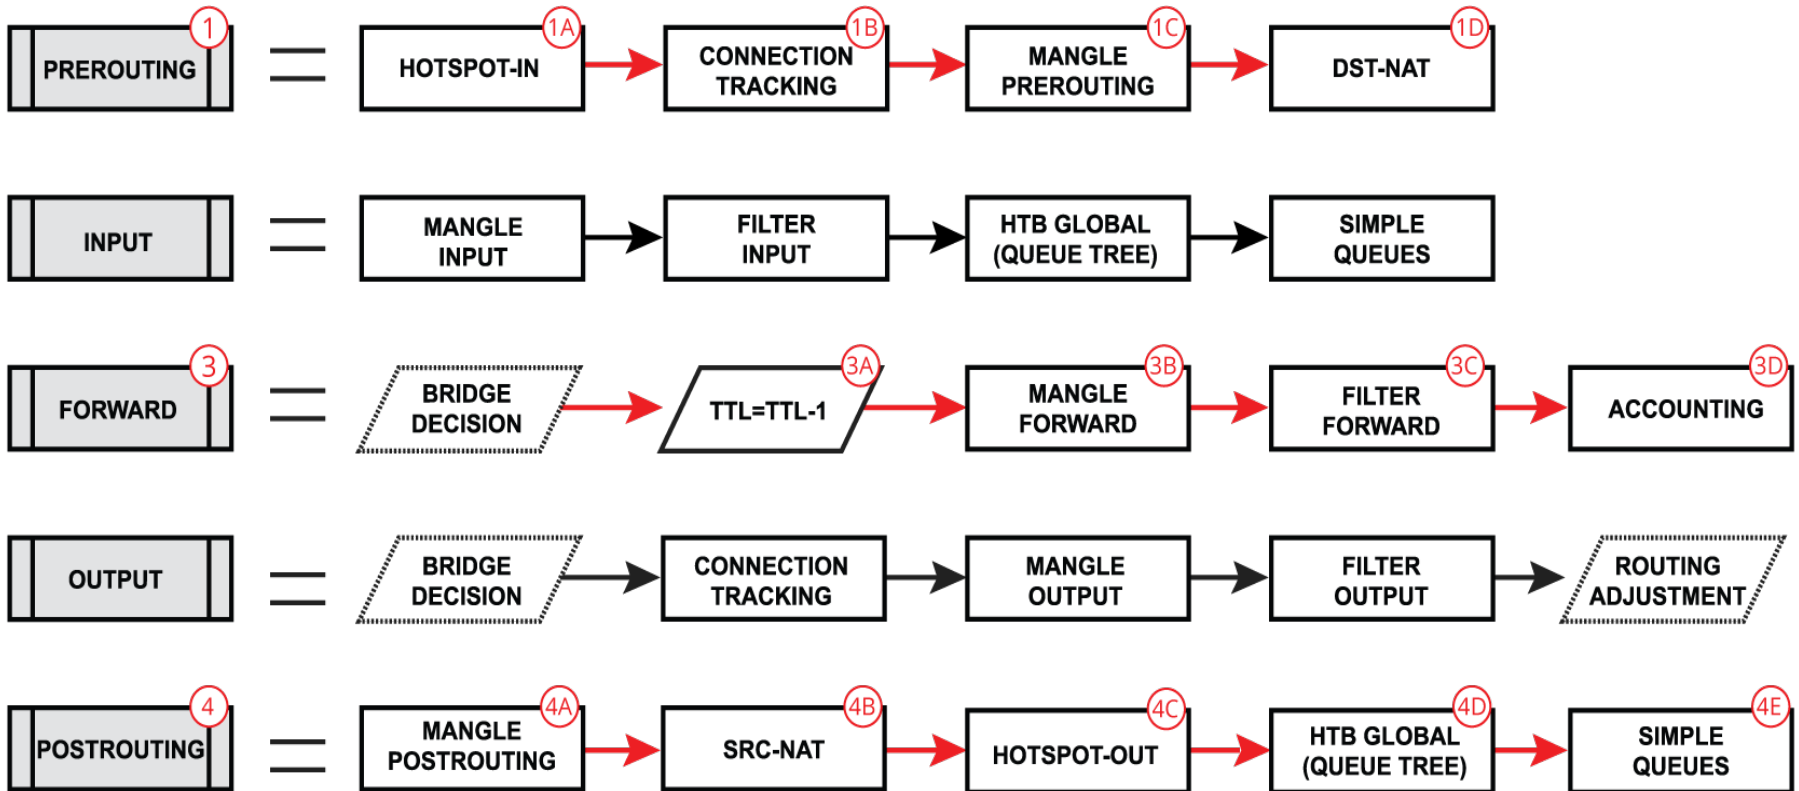 1
PREROUTING
1A
HOTSPOT-IN
1B
CONNECTION
TRACKING
1C
MANGLE
PREROUTING
1D
DST-NAT
INPUT
MANGLE
INPUT
FILTER
INPUT
HTB GLOBAL
(QUEUE TREE)
SIMPLE
QUEUES
3
FORWARD
BRIDGE
DECISION
3A
TTL=TTL-1
3B
MANGLE
FORWARD
3C
FILTER
FORWARD
3D
ACCOUNTING
OUTPUT
BRIDGE
DECISION
CONNECTION
TRACKING
MANGLE
OUTPUT
FILTER
OUTPUT
ROUTING
ADJUSTMENT
4
POSTROUTING
4A
MANGLE
POSTROUTING
4B
SRC-NAT
4C
HOTSPOT-OUT
4D
HTB GLOBAL
(QUEUE TREE)
4E
SIMPLE
QUEUES